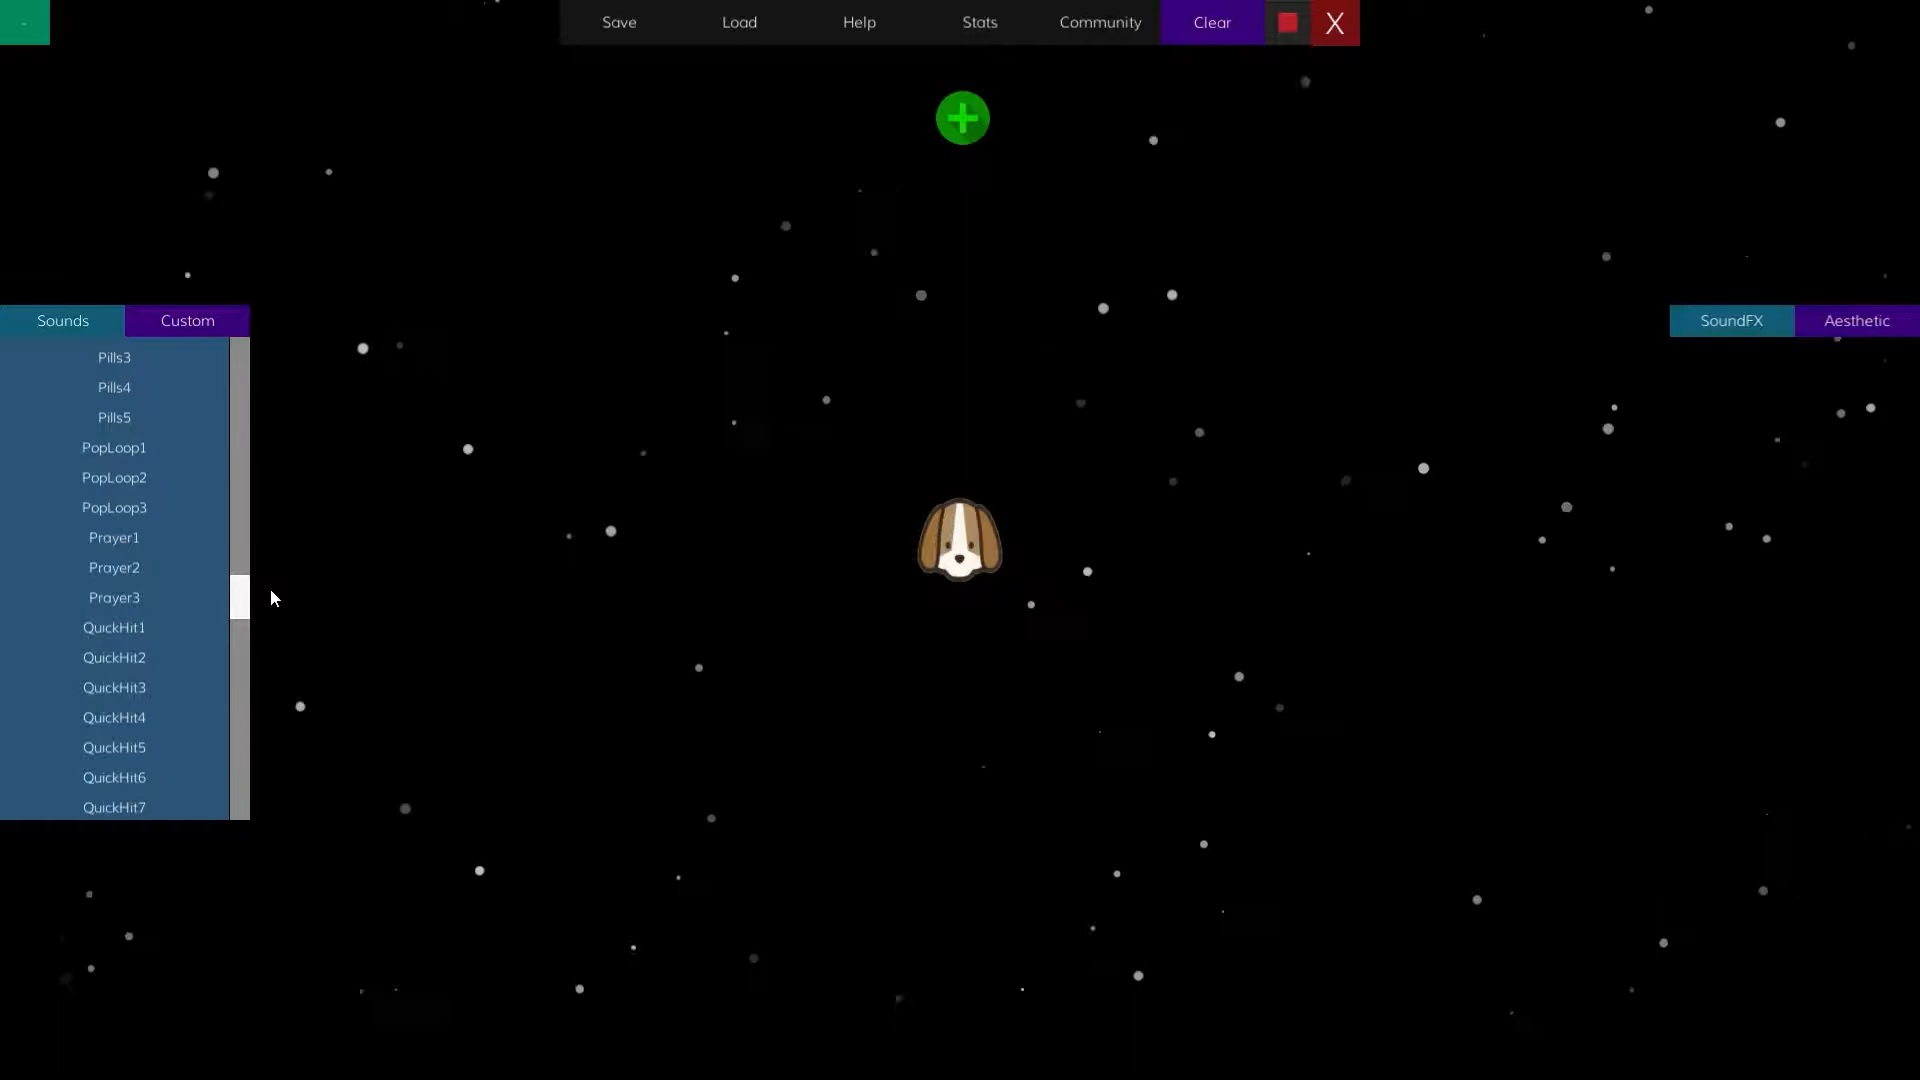 -
Save
Load
Help
Stats
Community
Clear
X
Sounds
Custom
SoundFX
Aesthetic
Pills3
Pills4
Pills5
PopLoop1
PopLoop2
PopLoop3
Prayer1
Prayer2
Prayer3
QuickHit1
QuickHit2
QuickHit3
QuickHit4
QuickHit5
QuickHit6
QuickHit7